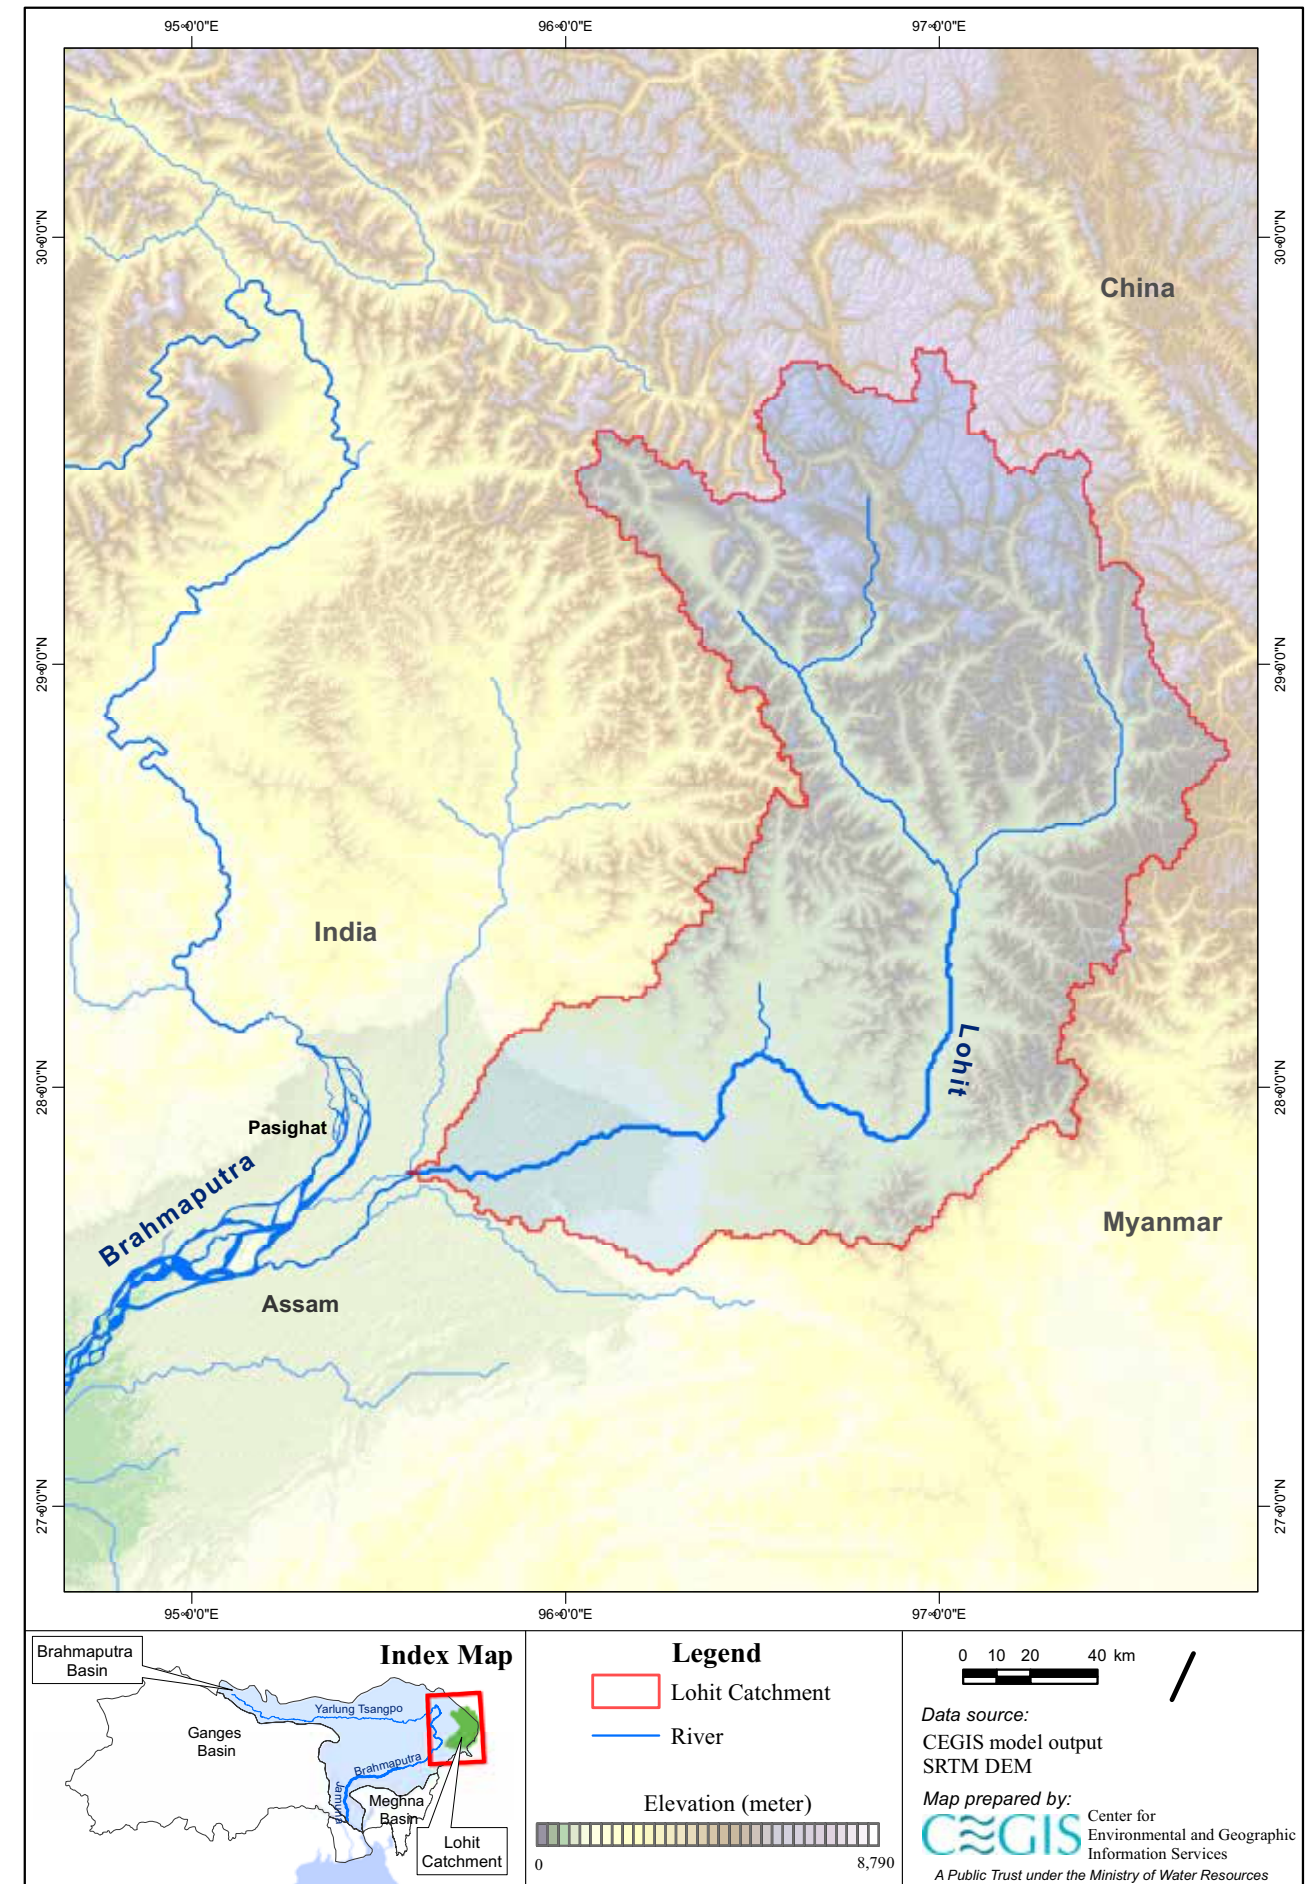 95°0'0"E
96°0'0"E
97°0'0"E
30°0'0"N
30°0'0"N
China
29°0'0"N
29°0'0"N
India
Lohit
28°0'0"N
28°0'0"N
Pasighat
Brahmaputra
Myanmar
Assam
27°0'0"N
27°0'0"N
95°0'0"E
96°0'0"E
97°0'0"E
Index Map
Brahmaputra
Basin
Yarlung Tsangpo
Ganges
Basin
Brahmaputra
Jamuna
Meghna
Basin
Lohit
Catchment
Legend
Lohit Catchment
River
Elevation (meter)
0
8,790
0 10 20 40 km
Data source:
CEGIS model output
SRTM DEM
Map prepared by:
CEGIS
Center for
Environmental and Geographic
Information Services
A Public Trust under the Ministry of Water Resources